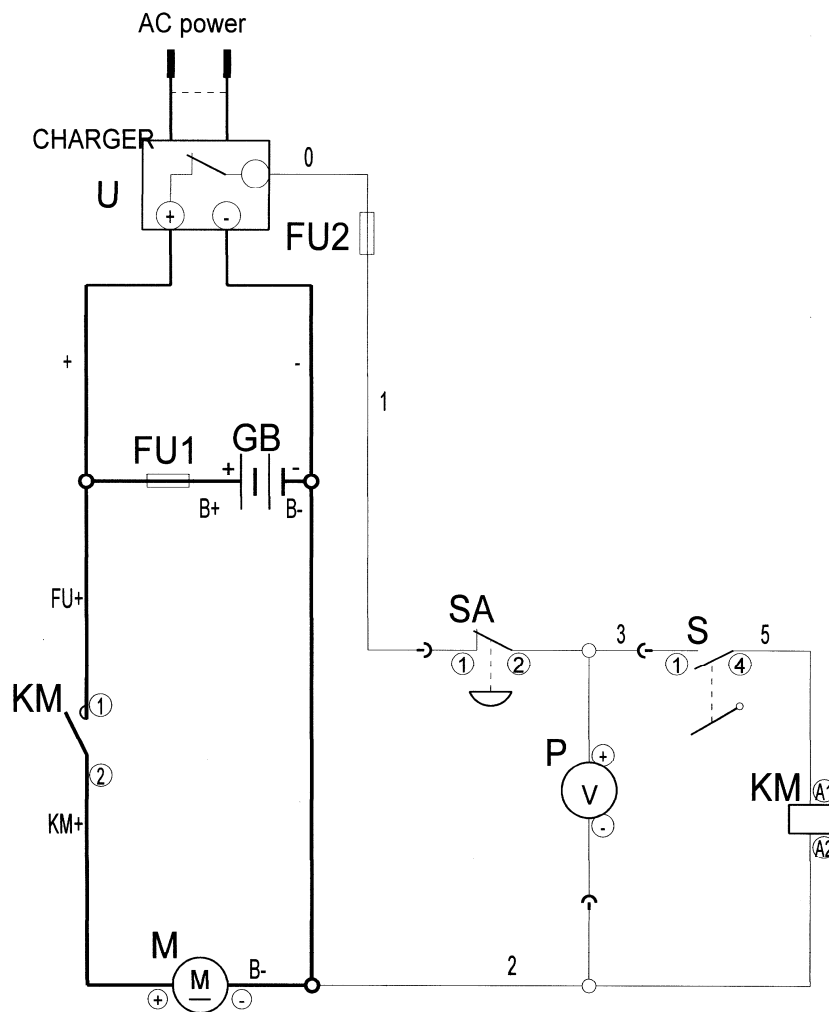 AC power
CHARGER
U
0
+ -
FU2
+ -
1
FU1 GB
+ -
B+ B-
FU+
SA
3
S
5
1 2
1 4
KM
1
2
P
+
V
-
KM
A1
A2
KM+
M
B-
2
M
+ -